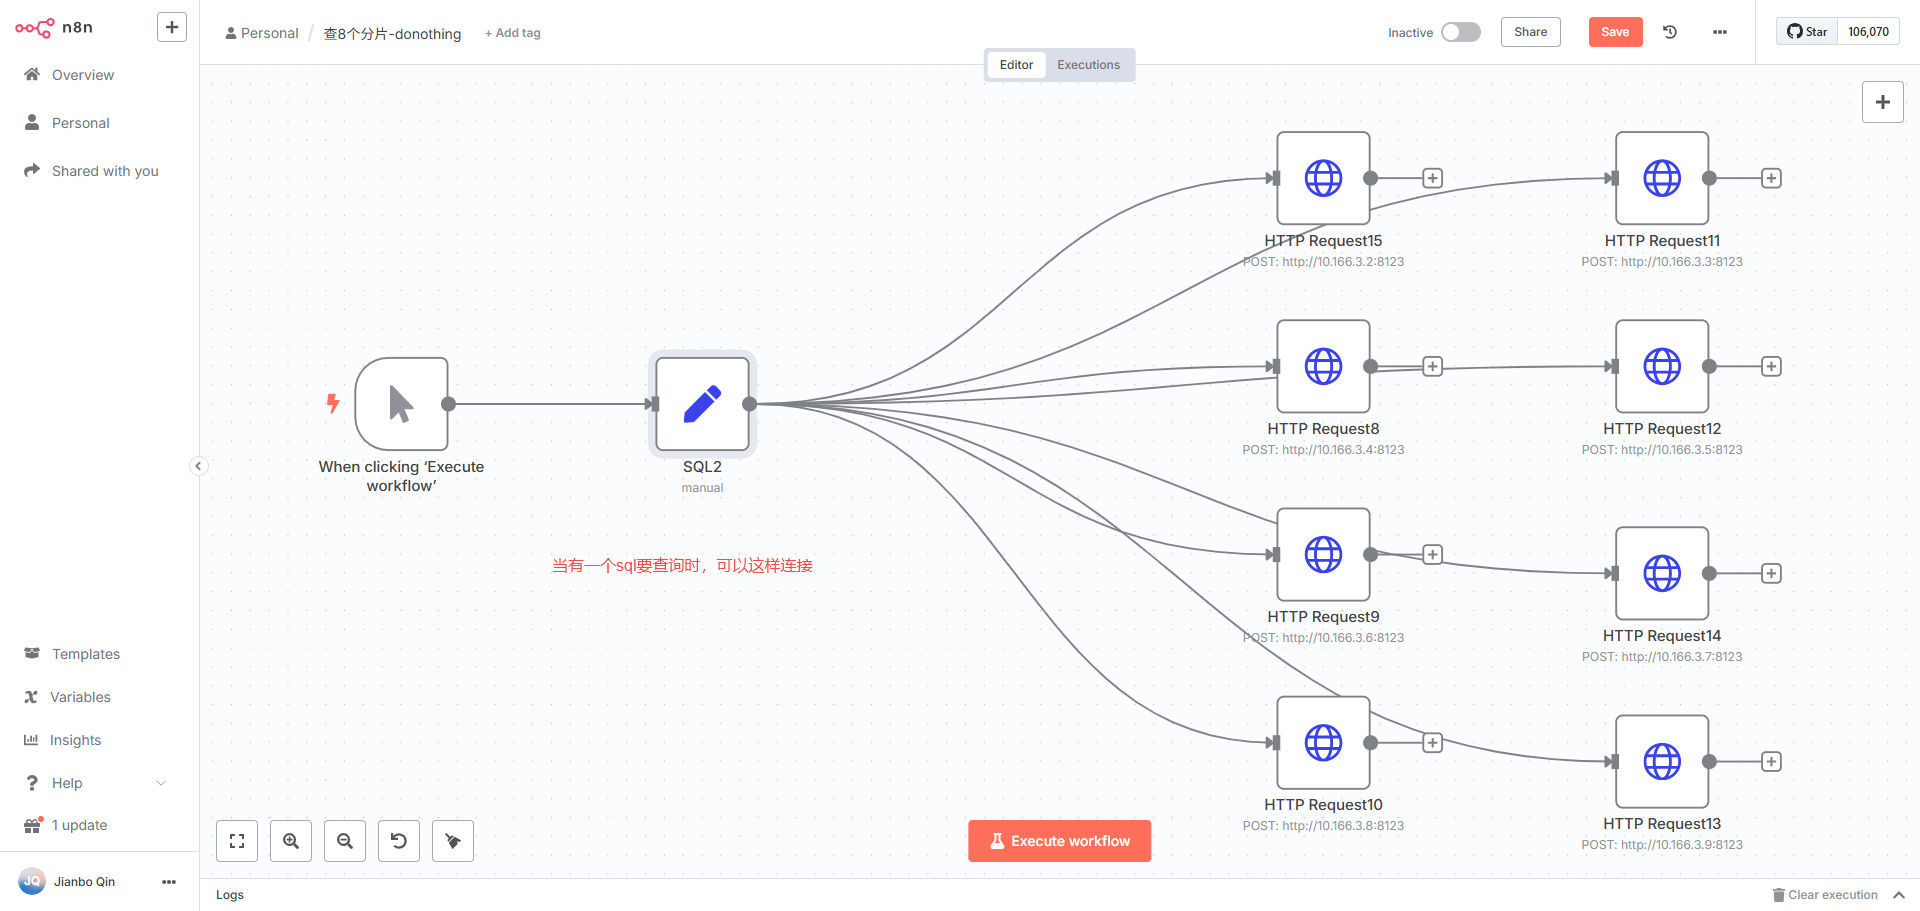 n8n
Personal / 查8个分片-donothing + Add tag
Inactive
Share
Save
Star 106,070
Editor Executions
Overview
Personal
Shared with you
HTTP Request15
POST: http://10.166.3.2:8123
HTTP Request11
POST: http://10.166.3.3:8123
HTTP Request8
POST: http://10.166.3.4:8123
HTTP Request12
POST: http://10.166.3.5:8123
When clicking ‘Execute
workflow’
SQL2
manual
当有一个sql要查询时，可以这样连接
HTTP Request9
POST: http://10.166.3.6:8123
HTTP Request14
POST: http://10.166.3.7:8123
HTTP Request10
POST: http://10.166.3.8:8123
HTTP Request13
POST: http://10.166.3.9:8123
Templates
Variables
Insights
Help
1 update
Execute workflow
JQ Jianbo Qin
Logs
Clear execution